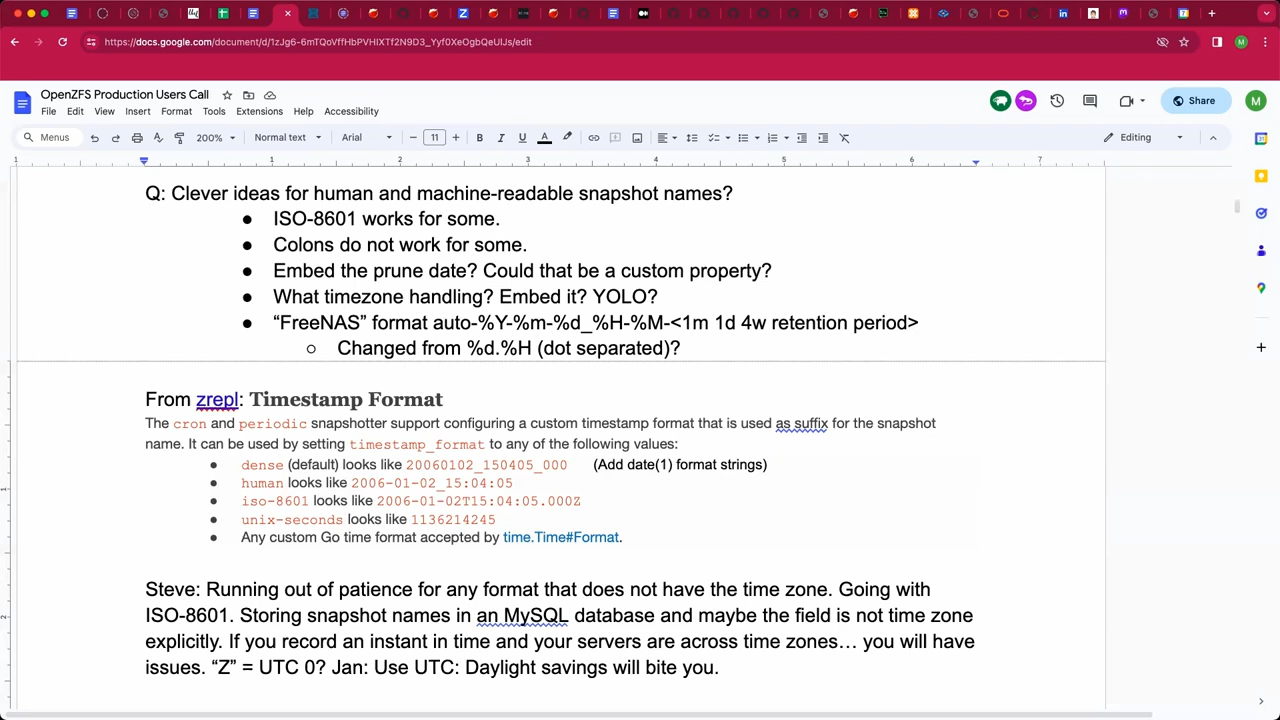 https://docs.google.com/document/d/1zJg6-6mTQoVffHbPVHIXTf2N9D3_Yyf0XeOgbQeUIJs/edit
M
OpenZFS Production Users Call
Share
M
File Edit View Insert Format Tools Extensions Help Accessibility
Menus 200% Normal text Arial 11 B I U A Editing
1 1 2 3 4 5 6 7
Q: Clever ideas for human and machine-readable snapshot names?
● ISO-8601 works for some.
● Colons do not work for some.
● Embed the prune date? Could that be a custom property?
● What timezone handling? Embed it? YOLO?
● “FreeNAS” format auto-%Y-%m-%d_%H-%M-<1m 1d 4w retention period>
○ Changed from %d.%H (dot separated)?
From zrepl: Timestamp Format
The cron and periodic snapshotter support configuring a custom timestamp format that is used as suffix for the snapshot
name. It can be used by setting timestamp_format to any of the following values:
● dense (default) looks like 20060102_150405_000 (Add date(1) format strings)
● human looks like 2006-01-02_15:04:05
● iso-8601 looks like 2006-01-02T15:04:05.000Z
● unix-seconds looks like 1136214245
● Any custom Go time format accepted by time.Time#Format.
Steve: Running out of patience for any format that does not have the time zone. Going with
ISO-8601. Storing snapshot names in an MySQL database and maybe the field is not time zone
explicitly. If you record an instant in time and your servers are across time zones… you will have
issues. “Z” = UTC 0? Jan: Use UTC: Daylight savings will bite you.